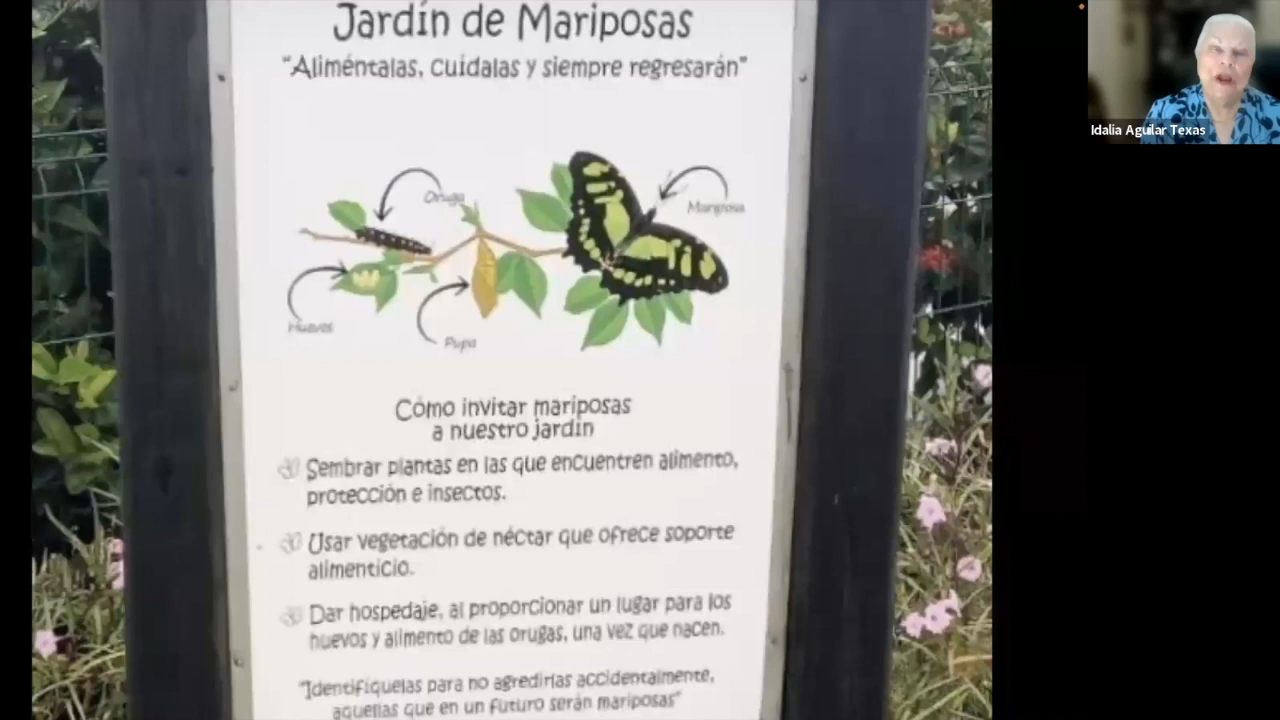 Jardín de Mariposas
"Aliméntalas, cuídalas y siempre regresarán"
Oruga
Mariposa
Huevos
Pupa
Cómo invitar mariposas
a nuestro jardín
Sembrar plantas en las que encuentren alimento,
protección e insectos.
Usar vegetación de néctar que ofrece soporte
alimenticio.
Dar hospedaje, al proporcionar un lugar para los
huevos y alimento de las orugas, una vez que nacen.
"Identifíquelas para no agredirlas accidentalmente,
aquellas que en un futuro serán mariposas"
Idalia Aguilar Texas